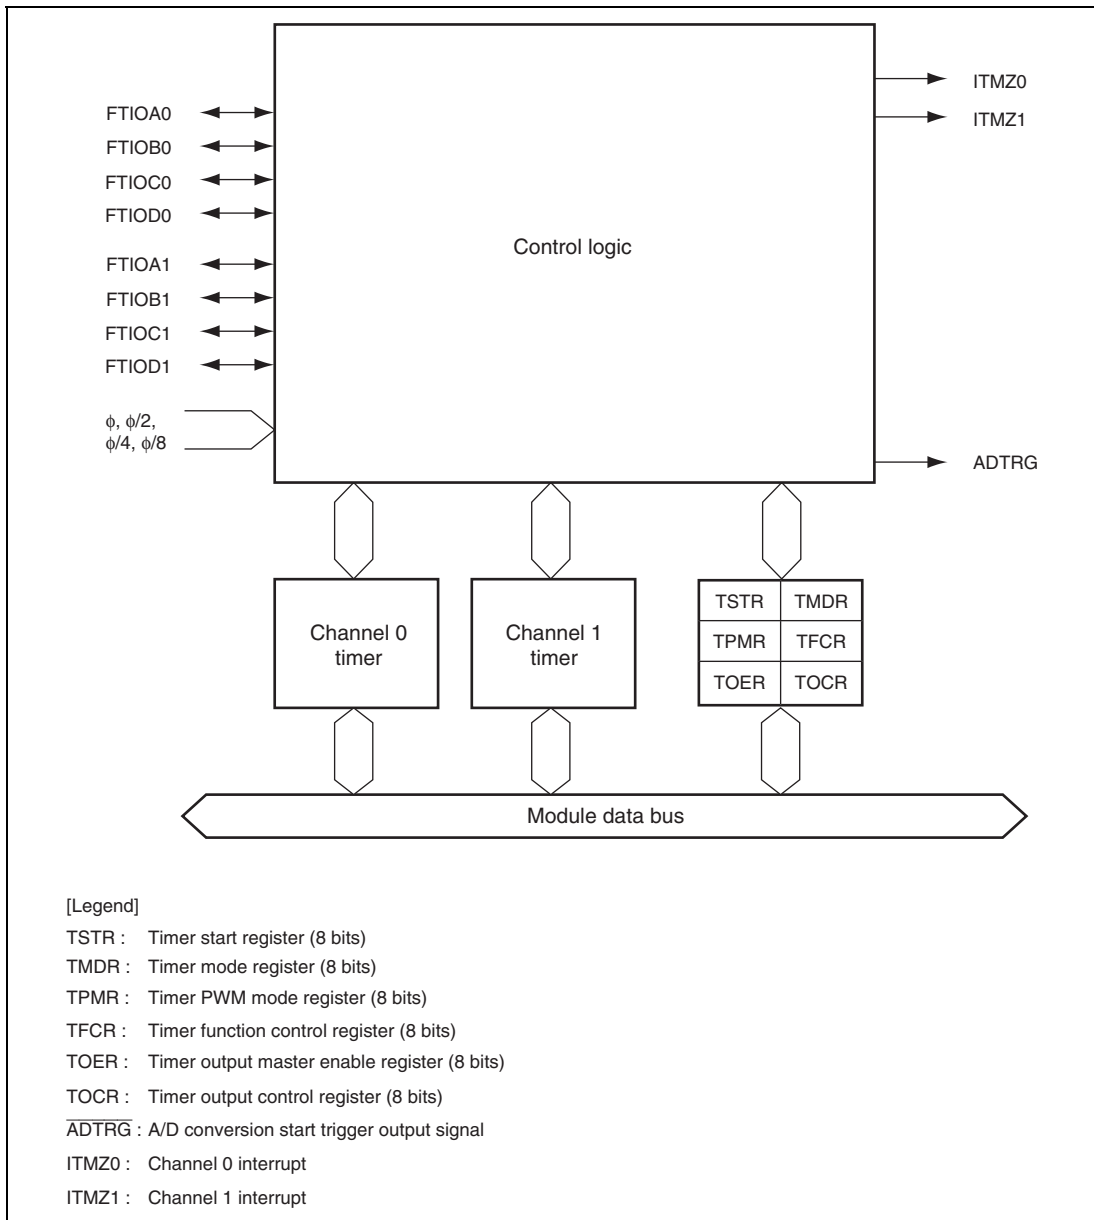 FTIOA0
FTIOB0
FTIOC0
FTIOD0
FTIOA1
FTIOB1
FTIOC1
FTIOD1
ϕ, ϕ/2,
ϕ/4, ϕ/8
Control logic
ITMZ0
ITMZ1
ADTRG
Channel 0
timer
Channel 1
timer
TSTR TMDR
TPMR TFCR
TOER TOCR
Module data bus
[Legend]
TSTR : Timer start register (8 bits)
TMDR : Timer mode register (8 bits)
TPMR : Timer PWM mode register (8 bits)
TFCR : Timer function control register (8 bits)
TOER : Timer output master enable register (8 bits)
TOCR : Timer output control register (8 bits)
A̅D̅T̅R̅G̅ : A/D conversion start trigger output signal
ITMZ0 : Channel 0 interrupt
ITMZ1 : Channel 1 interrupt